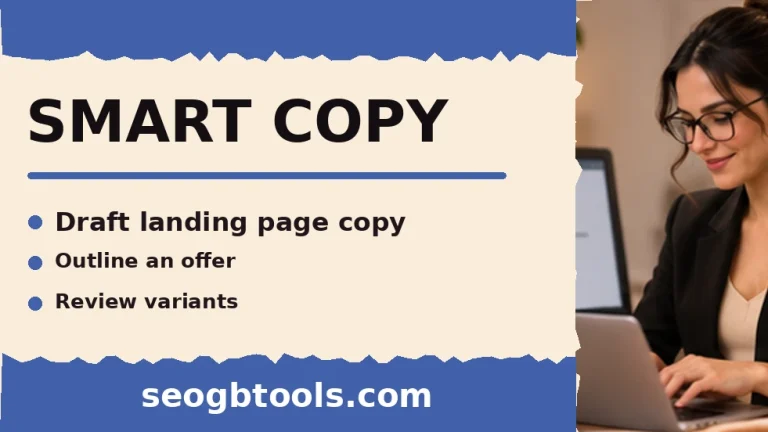 SMART COPY
Draft landing page copy
Outline an offer
Review variants
seogbtools.com